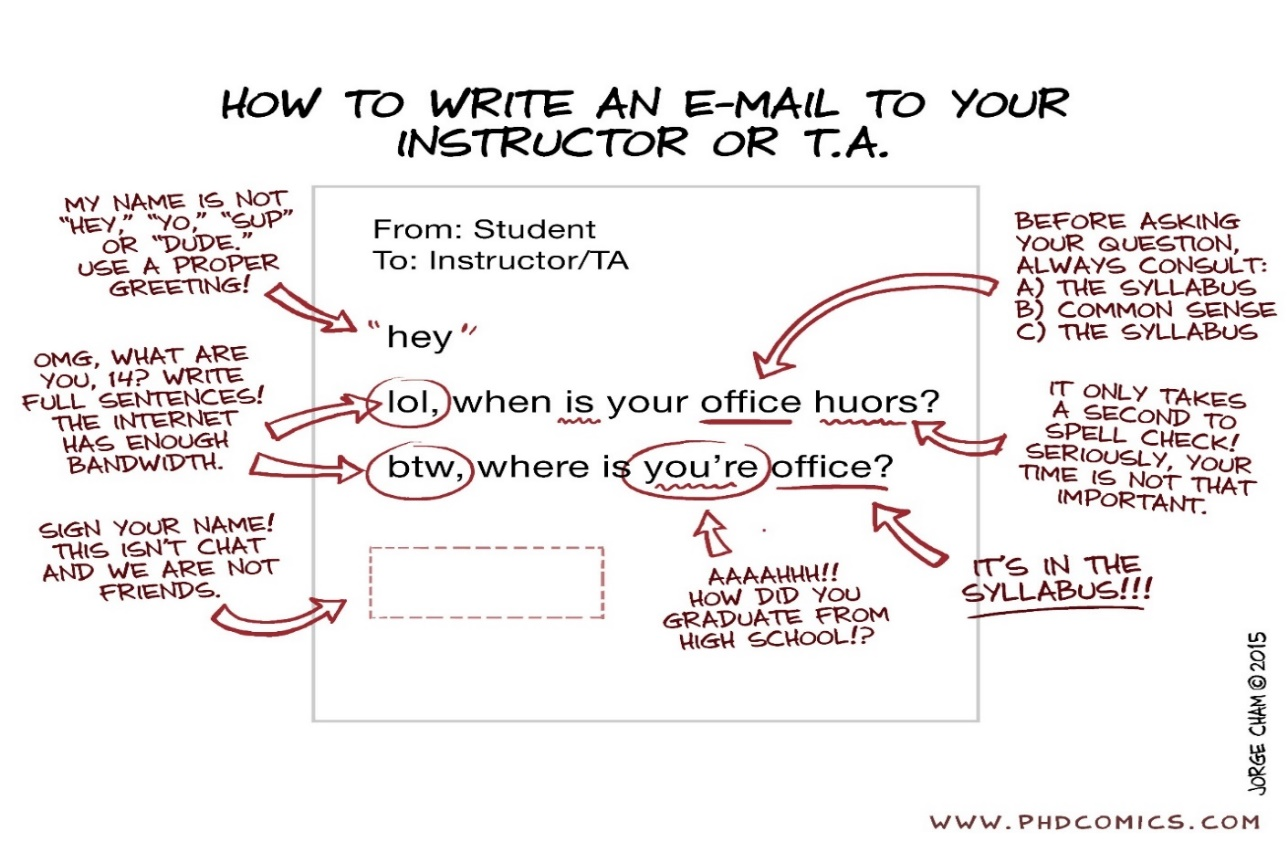 HOW TO WRITE AN E-MAIL TO YOUR
INSTRUCTOR OR T.A.
MY NAME IS NOT
"HEY," "YO," "SUP"
OR "DUDE."
USE A PROPER
GREETING!
From: Student
To: Instructor/TA
"hey"
lol, when is your office huors?
btw, where is you're office?
OMG, WHAT ARE
YOU, 14? WRITE
FULL SENTENCES!
THE INTERNET
HAS ENOUGH
BANDWIDTH.
SIGN YOUR NAME!
THIS ISN'T CHAT
AND WE ARE NOT
FRIENDS.
BEFORE ASKING
YOUR QUESTION,
ALWAYS CONSULT:
A) THE SYLLABUS
B) COMMON SENSE
C) THE SYLLABUS
IT ONLY TAKES
A SECOND TO
SPELL CHECK!
SERIOUSLY, YOUR
TIME IS NOT THAT
IMPORTANT.
AAAAHHH!!
HOW DID YOU
GRADUATE FROM
HIGH SCHOOL!?
IT'S IN THE
SYLLABUS!!!
JORGE CHAM © 2015
WWW.PHDCOMICS.COM